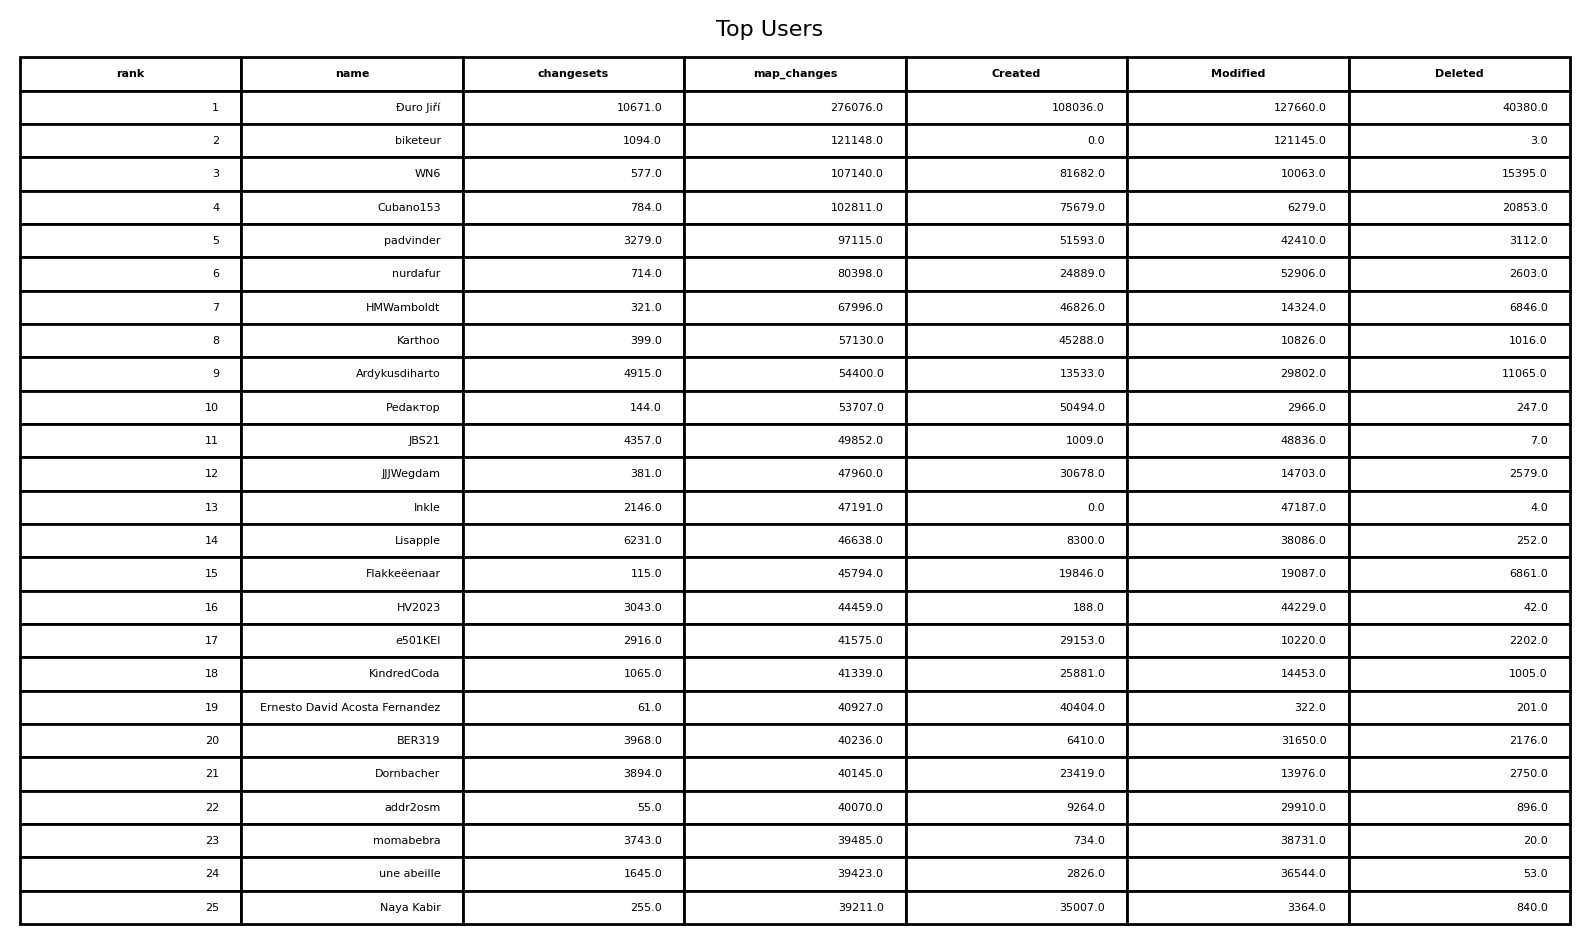 Top Users
rank name changesets map_changes Created Modified Deleted
1 Đuro Jiří 10671.0 276076.0 108036.0 127660.0 40380.0
2 biketeur 1094.0 121148.0 0.0 121145.0 3.0
3 WN6 577.0 107140.0 81682.0 10063.0 15395.0
4 Cubano153 784.0 102811.0 75679.0 6279.0 20853.0
5 padvinder 3279.0 97115.0 51593.0 42410.0 3112.0
6 nurdafur 714.0 80398.0 24889.0 52906.0 2603.0
7 HMWamboldt 321.0 67996.0 46826.0 14324.0 6846.0
8 Karthoo 399.0 57130.0 45288.0 10826.0 1016.0
9 Ardykusdiharto 4915.0 54400.0 13533.0 29802.0 11065.0
10 Pedaктop 144.0 53707.0 50494.0 2966.0 247.0
11 JBS21 4357.0 49852.0 1009.0 48836.0 7.0
12 JJJWegdam 381.0 47960.0 30678.0 14703.0 2579.0
13 Inkle 2146.0 47191.0 0.0 47187.0 4.0
14 Lisapple 6231.0 46638.0 8300.0 38086.0 252.0
15 Flakkeëenaar 115.0 45794.0 19846.0 19087.0 6861.0
16 HV2023 3043.0 44459.0 188.0 44229.0 42.0
17 e501KEI 2916.0 41575.0 29153.0 10220.0 2202.0
18 KindredCoda 1065.0 41339.0 25881.0 14453.0 1005.0
19 Ernesto David Acosta Fernandez 61.0 40927.0 40404.0 322.0 201.0
20 BER319 3968.0 40236.0 6410.0 31650.0 2176.0
21 Dornbacher 3894.0 40145.0 23419.0 13976.0 2750.0
22 addr2osm 55.0 40070.0 9264.0 29910.0 896.0
23 momabebra 3743.0 39485.0 734.0 38731.0 20.0
24 une abeille 1645.0 39423.0 2826.0 36544.0 53.0
25 Naya Kabir 255.0 39211.0 35007.0 3364.0 840.0